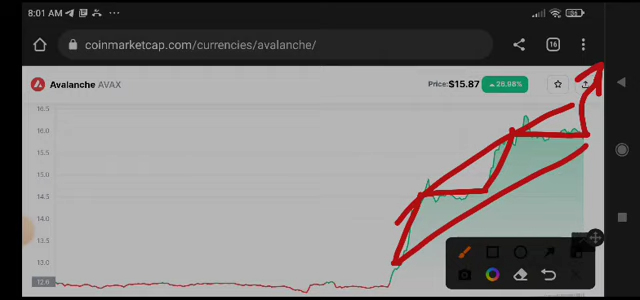 8:01 AM
coinmarketcap.com/currencies/avalanche/
16
Avalanche AVAX
Price:$15.87
28.98%
16.5
16.0
15.5
15.0
14.5
14.0
13.5
13.0
12.6